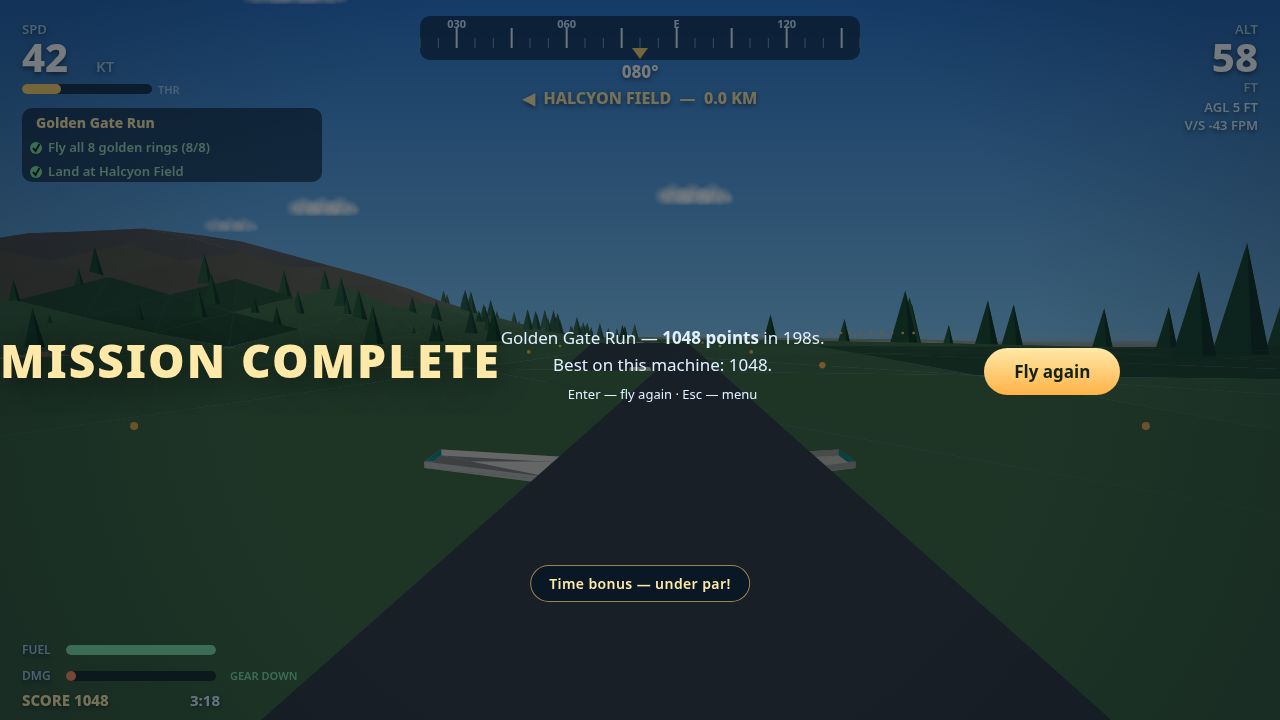 SPD
42 KT
THR
Golden Gate Run
Fly all 8 golden rings (8/8)
Land at Halcyon Field
030 060 E 120
080°
◀ HALCYON FIELD — 0.0 KM
ALT
58
FT
AGL 5 FT
V/S -43 FPM
MISSION COMPLETE
Golden Gate Run — 1048 points in 198s.
Best on this machine: 1048.
Enter — fly again · Esc — menu
Fly again
Time bonus — under par!
FUEL
DMG GEAR DOWN
SCORE 1048 3:18